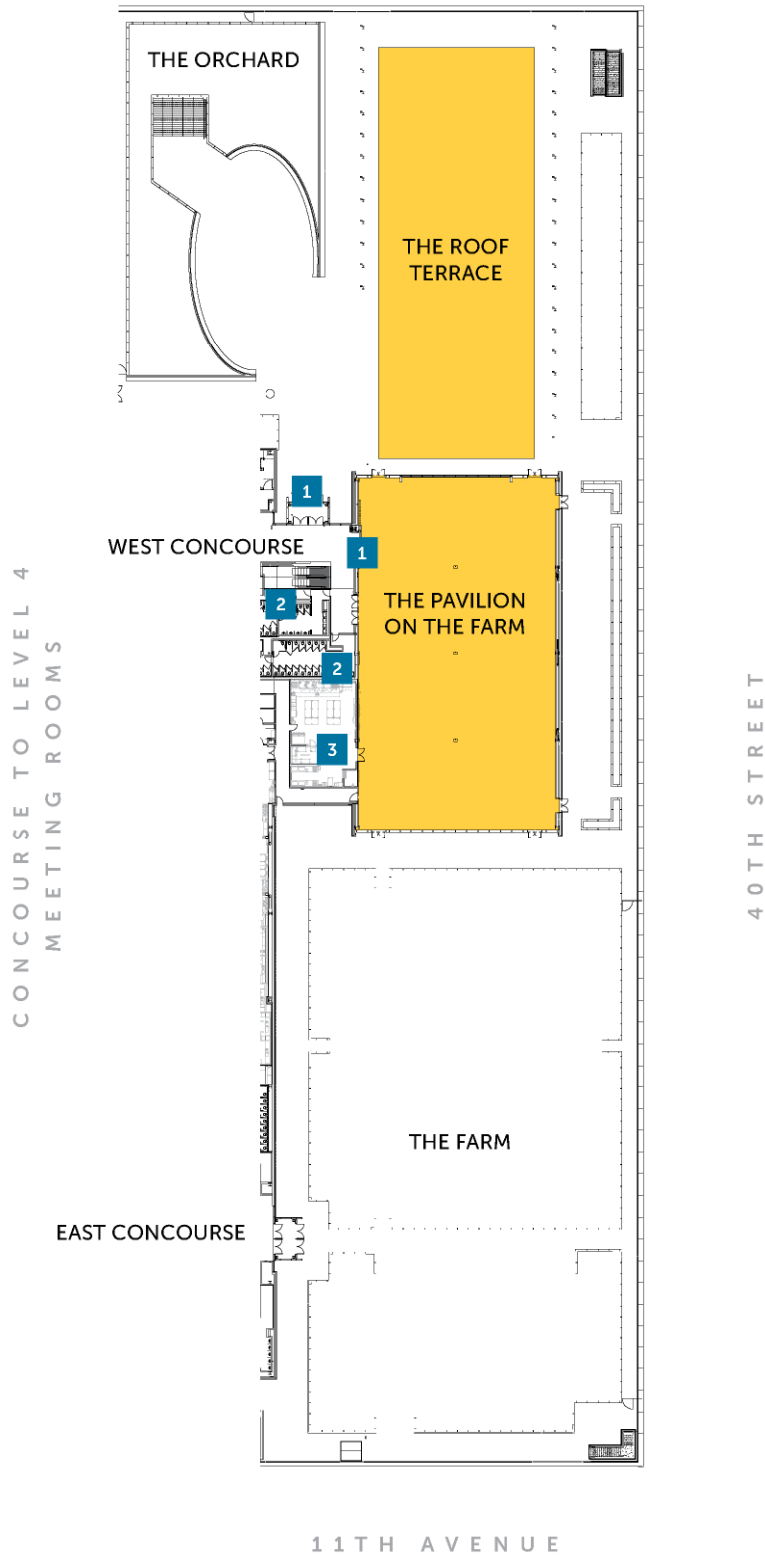 THE ORCHARD
THE ROOF
TERRACE
1
WEST CONCOURSE
1
THE PAVILION
ON THE FARM
2
2
3
CONCOURSE TO LEVEL 4
MEETING ROOMS
40TH STREET
THE FARM
EAST CONCOURSE
11TH AVENUE